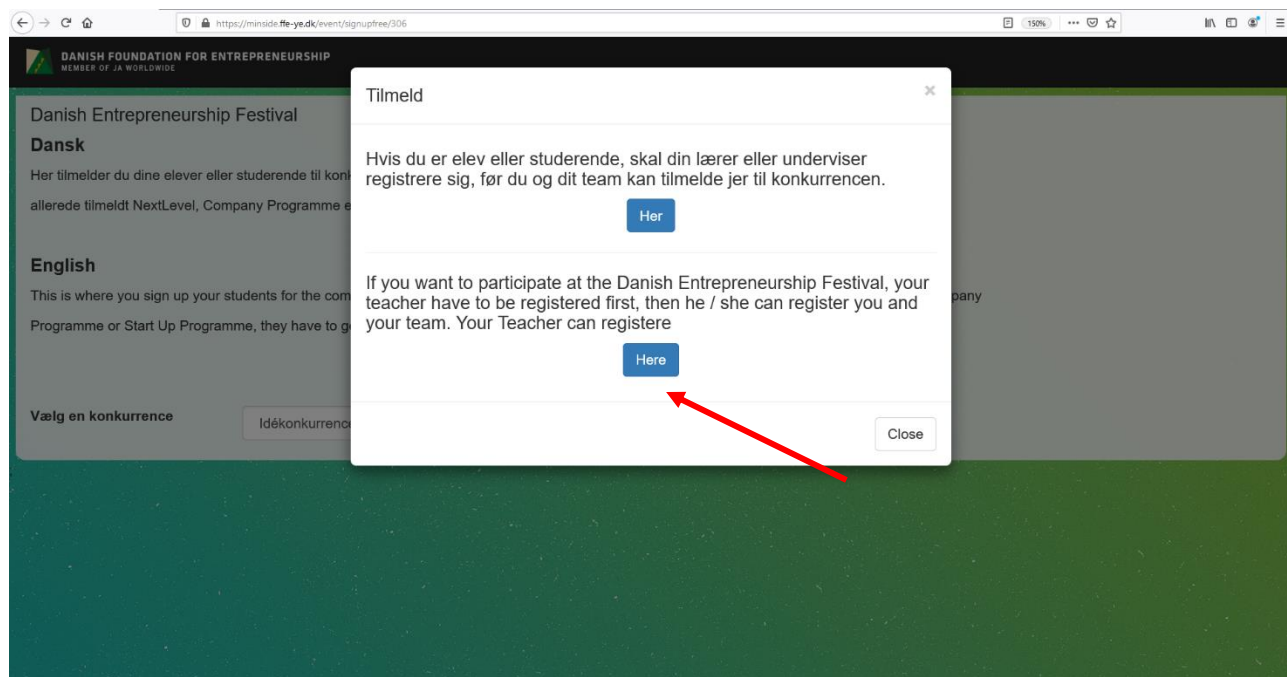 https://minside.ffe-ye.dk/event/signupfree/306
150%
DANISH FOUNDATION FOR ENTREPRENEURSHIP
MEMBER OF JA WORLDWIDE
Tilmeld
×
Hvis du er elev eller studerende, skal din lærer eller underviser
registrere sig, før du og dit team kan tilmelde jer til konkurrencen.
Her
If you want to participate at the Danish Entrepreneurship Festival, your
teacher have to be registered first, then he / she can register you and
your team. Your Teacher can registere
Here
Close
Danish Entrepreneurship Festival
Dansk
Her tilmelder du dine elever eller studerende til
allerede tilmeldt NextLevel, Company Programme
English
This is where you sign up your students for the
Programme or Start Up Programme, they have to
Vælg en konkurrence
Idékonkurrence